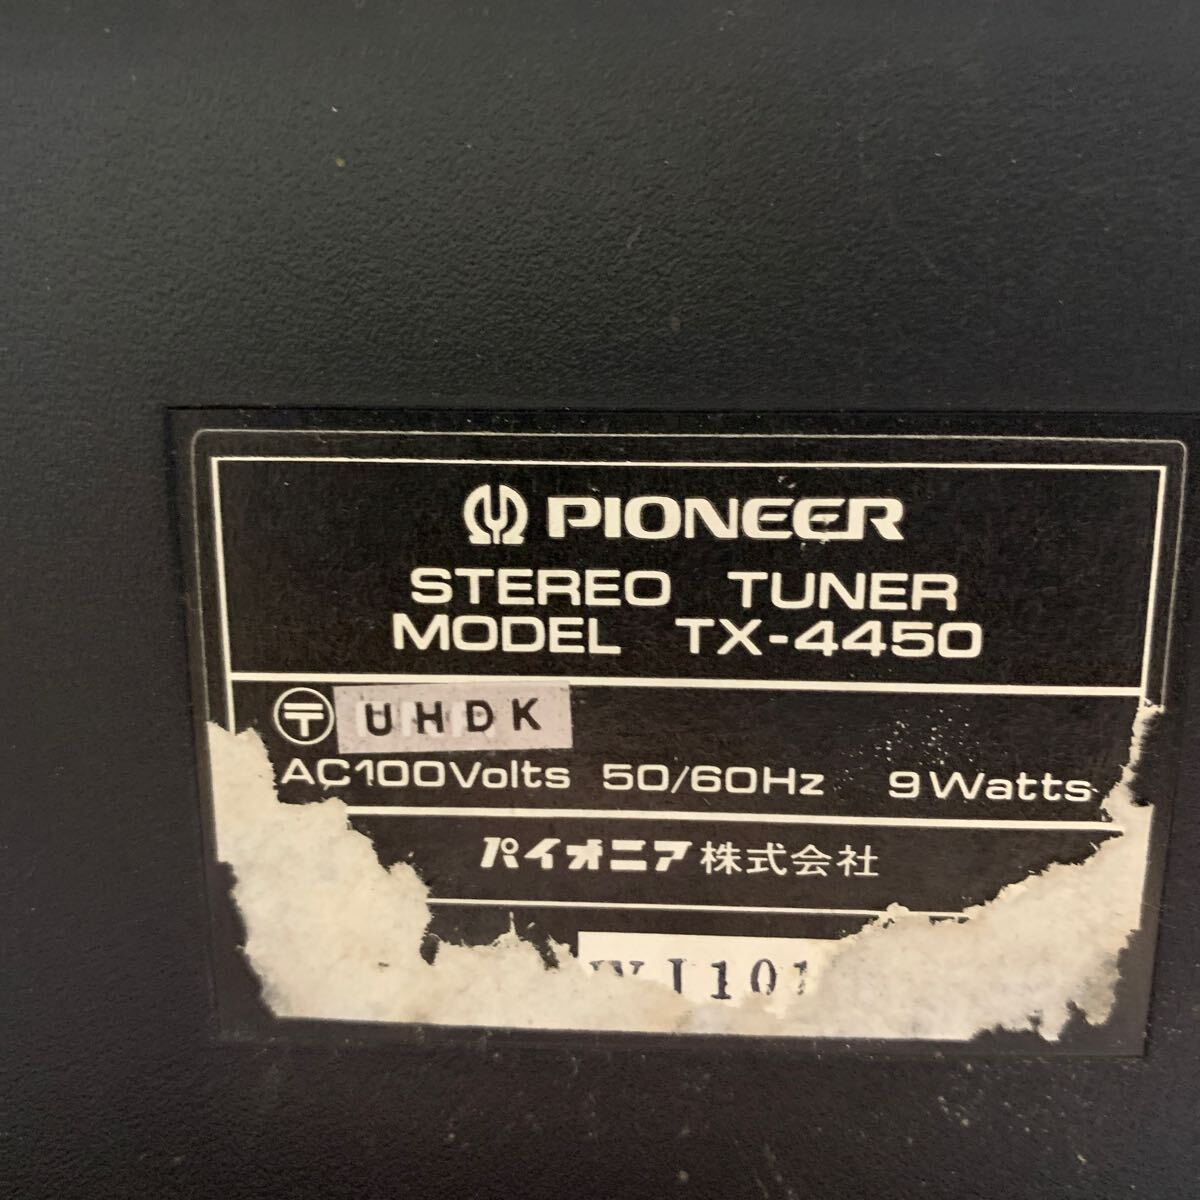 PIONEER
STEREO TUNER
MODEL TX-4450
〒 UHDK
AC100Volts 50/60Hz 9Watts
パイオニア株式会社